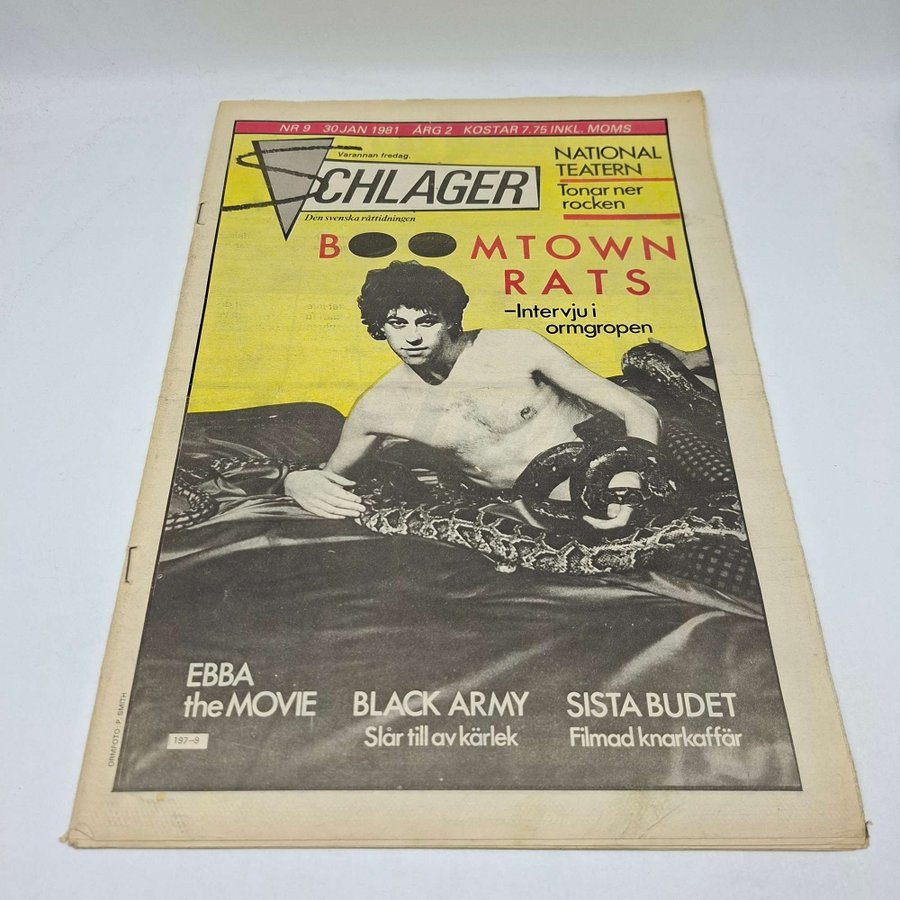 NR 9 30 JAN 1981 ÅRG 2 KOSTAR 7.75 INKL. MOMS
Varannan fredag.
SCHLAGER
Den svenska råttidningen
NATIONAL
TEATERN
Tonar ner
rocken
BOOMTOWN
RATS
–Intervju i
ormgropen
EBBA
the MOVIE
BLACK ARMY
Slår till av kärlek
SISTA BUDET
Filmad knarkaffär
197-9
ORMFOTO: P. SMITH